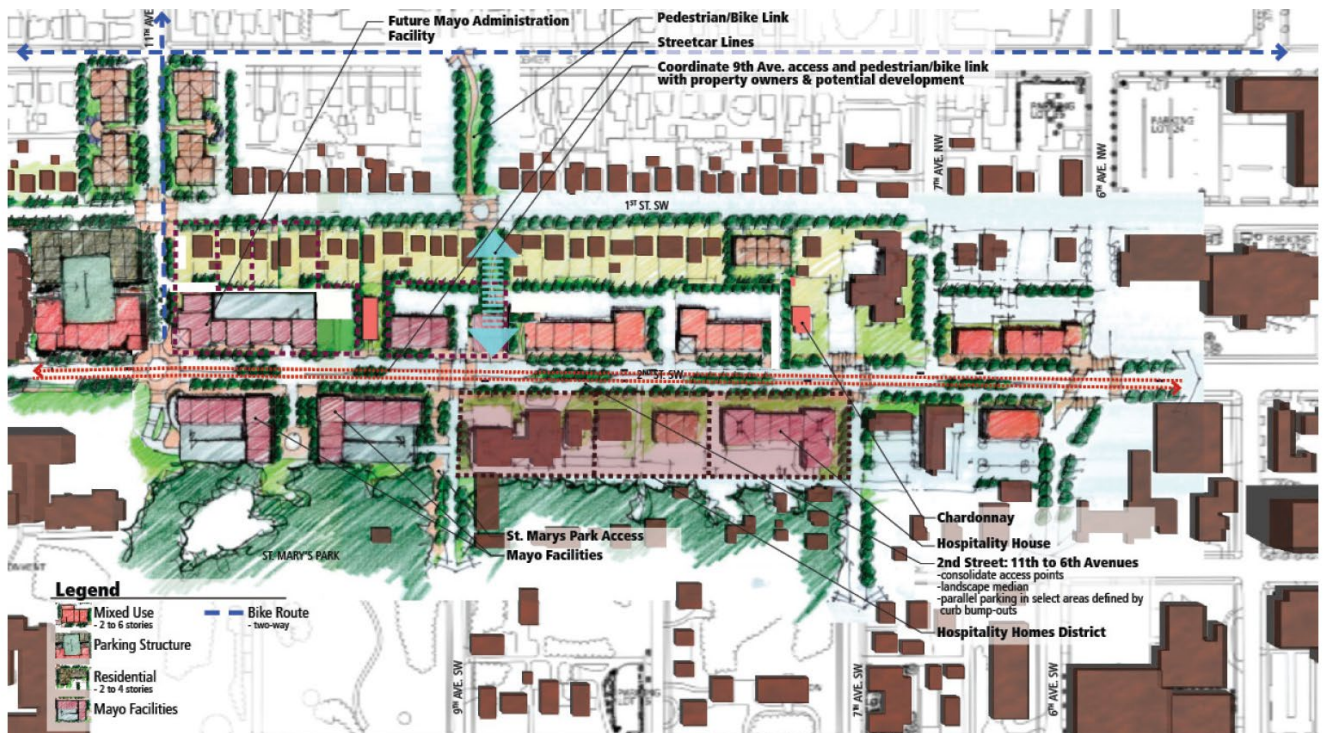 Future Mayo Administration
Facility
Pedestrian/Bike Link
Streetcar Lines
Coordinate 9th Ave. access and pedestrian/bike link
with property owners & potential development
11TH AVE
PARKING
PARKING
LOT 24
7TH AVE. NW
6TH AVE. NW
1ST ST. SW
2ND ST. SW
St. Marys Park Access
Mayo Facilities
ST. MARY'S PARK
Chardonnay
Hospitality House
2nd Street: 11th to 6th Avenues
-consolidate access points
-landscape median
-parallel parking in select areas defined by
curb bump-outs
Hospitality Homes District
Legend
Mixed Use
- 2 to 6 stories
Parking Structure
Residential
- 2 to 4 stories
Mayo Facilities
Bike Route
- two-way
9TH AVE. SW
7TH AVE. SW
6TH AVE. SW